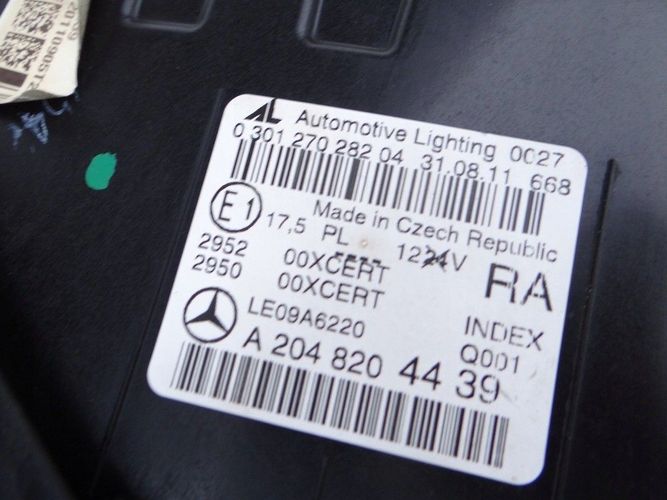 AL Automotive Lighting 0027
0 301 270 282 04 31.08.11 668
Made in Czech Republic
E1 17,5 PL 1224V
2952 00XCERT RA
2950 00XCERT
LE09A6220 INDEX
A 204 820 44 39 Q001